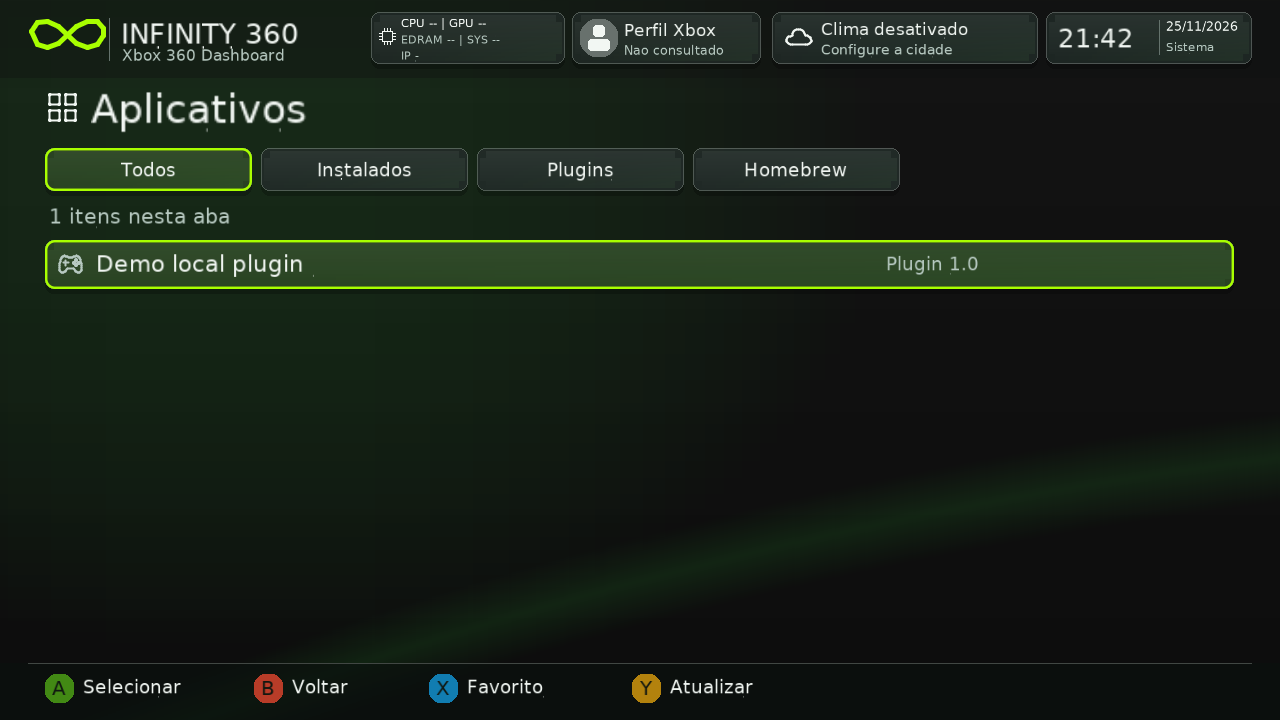 INFINITY 360
Xbox 360 Dashboard
CPU -- | GPU --
EDRAM -- | SYS --
IP -
Perfil Xbox
Nao consultado
Clima desativado
Configure a cidade
21:42
25/11/2026
Sistema
Aplicativos
Todos
Instalados
Plugins
Homebrew
1 itens nesta aba
Demo local plugin
Plugin 1.0
A Selecionar
B Voltar
X Favorito
Y Atualizar